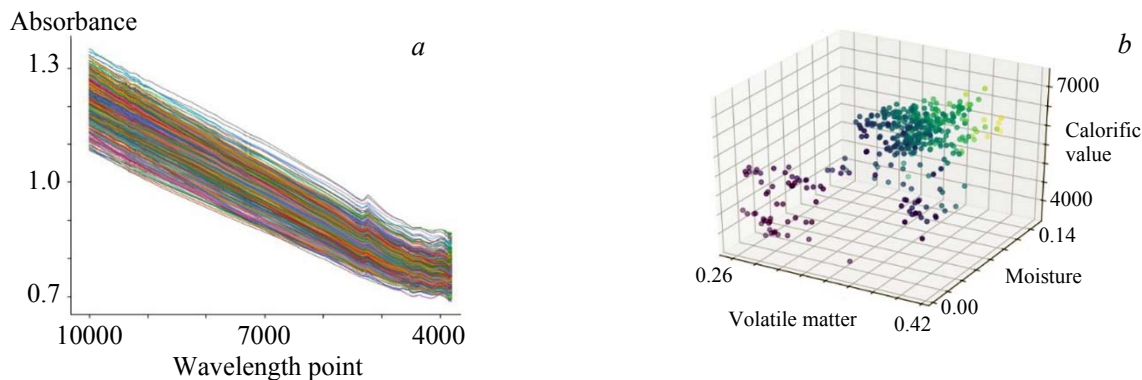 Absorbance
a
1.3
1.0
0.7
10000 7000 4000
Wavelength point
b
7000
Calorific
value
4000
0.14
Moisture
0.00
0.26
Volatile matter
0.42